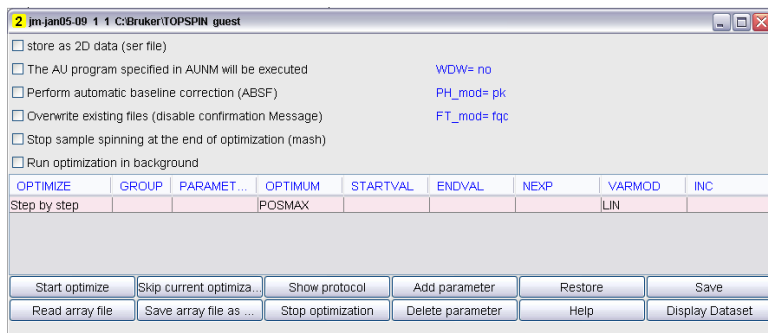 2 jm-jan05-09 1 1 C:\Bruker\TOPSPIN guest
store as 2D data (ser file)
The AU program specified in AUNM will be executed WDW= no
Perform automatic baseline correction (ABSF) PH_mod= pk
Overwrite existing files (disable confirmation Message) FT_mod= fqc
Stop sample spinning at the end of optimization (mash)
Run optimization in background
OPTIMIZE GROUP PARAMET... OPTIMUM STARTVAL ENDVAL NEXP VARMOD INC
Step by step POSMAX LIN
Start optimize Skip current optimiza... Show protocol Add parameter Restore Save
Read array file Save array file as ... Stop optimization Delete parameter Help Display Dataset